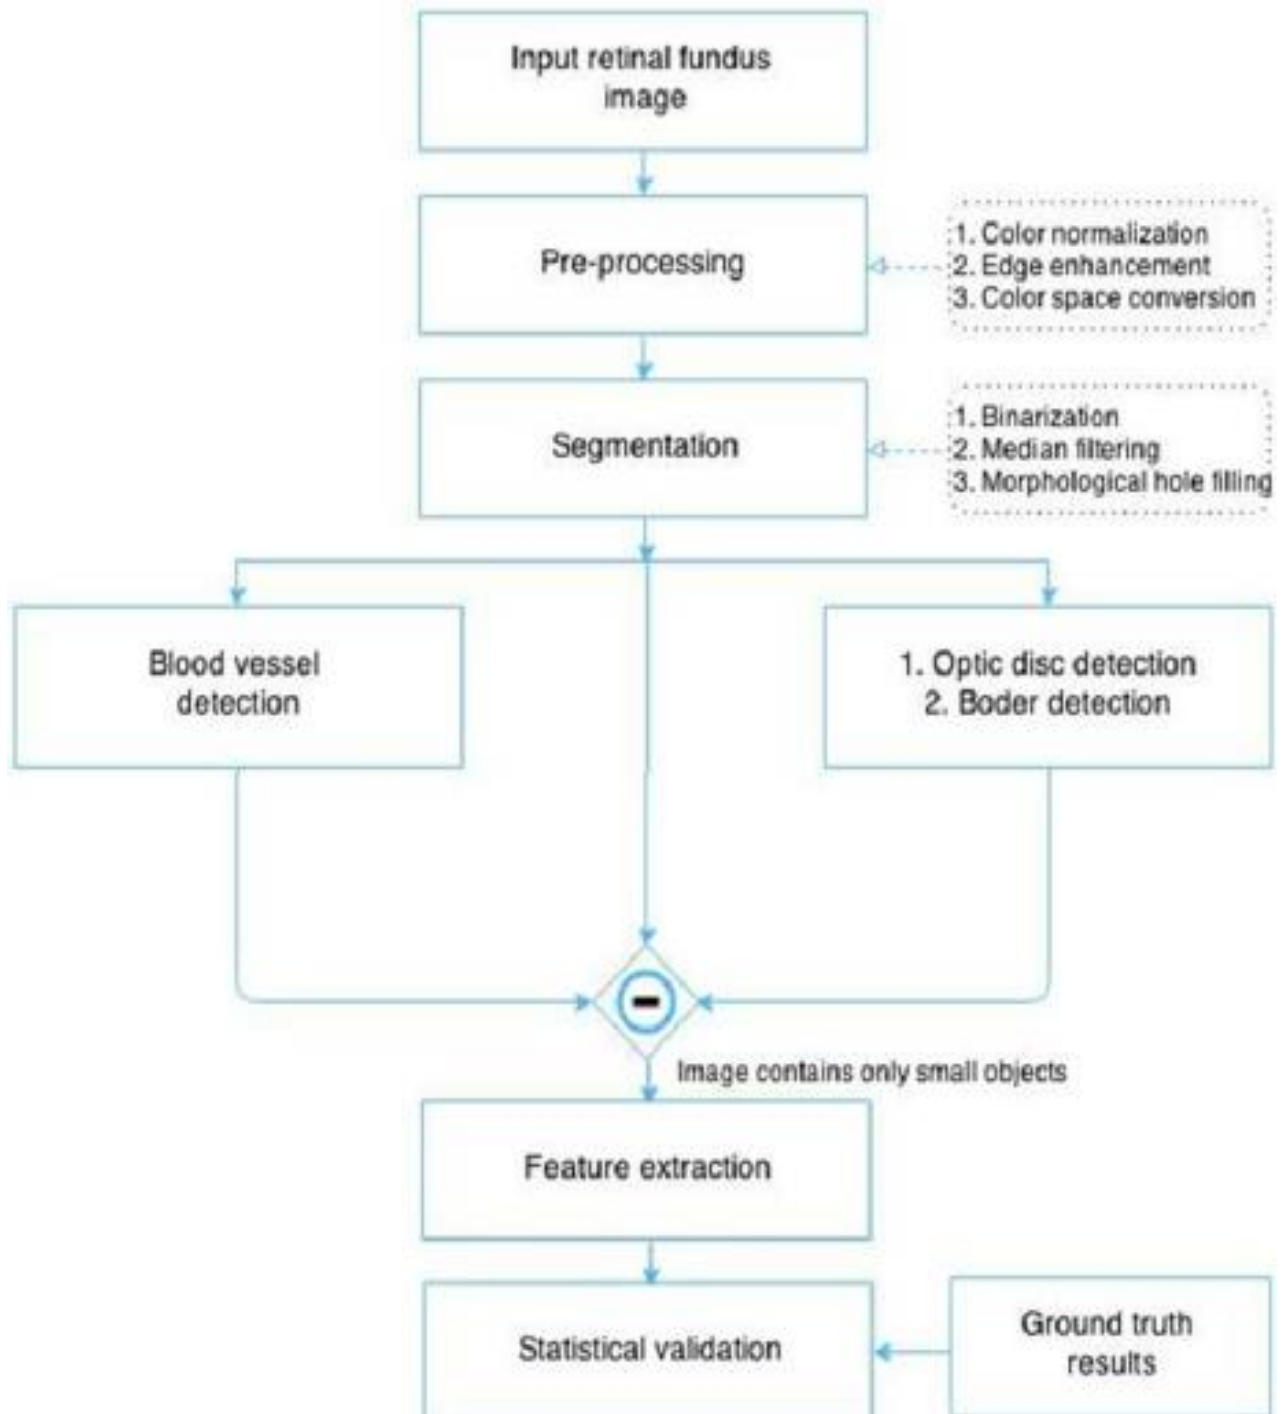 Input retinal fundus
image
Pre-processing
1. Color normalization
2. Edge enhancement
3. Color space conversion
Segmentation
1. Binarization
2. Median filtering
3. Morphological hole filling
Blood vessel
detection
1. Optic disc detection
2. Boder detection
Image contains only small objects
Feature extraction
Statistical validation
Ground truth
results